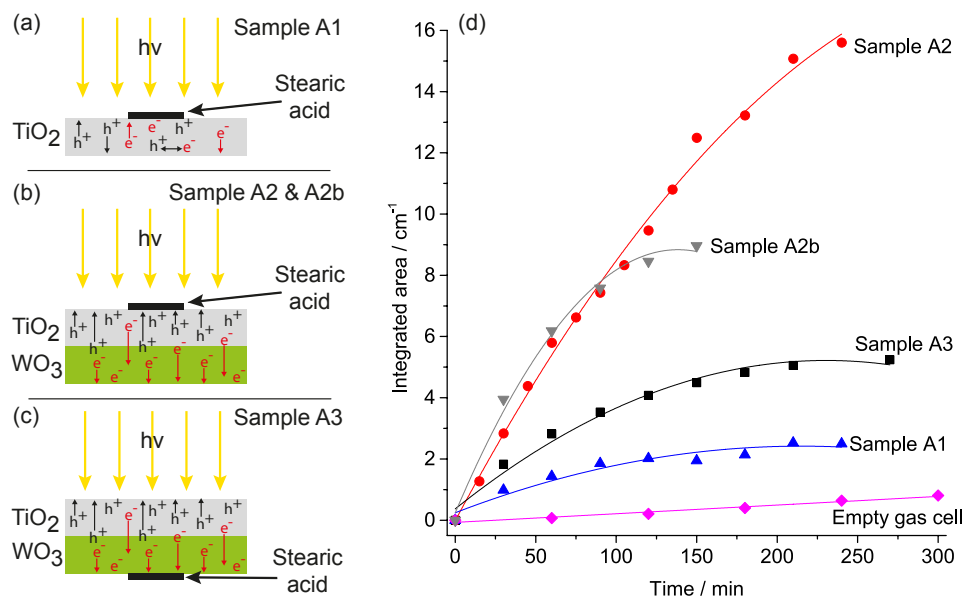 (a)
Sample A1
hν
Stearic
acid
TiO2
h+ h+ e- e- h+ h+ e- e-
h+
(b)
Sample A2 & A2b
hν
Stearic
acid
TiO2
h+ h+ e- h+ h+ h+ h+ e-
h+ h+
WO3
e- e- e- e- e- e-
(c)
Sample A3
hν
TiO2
h+ h+ e- h+ h+ h+ h+ e-
h+ h+
WO3
e- e- e- e- e- e-
Stearic
acid
(d)
Integrated area / cm-1
16
14
12
10
8
6
4
2
0
Sample A2
Sample A2b
Sample A3
Sample A1
Empty gas cell
0 50 100 150 200 250 300
Time / min